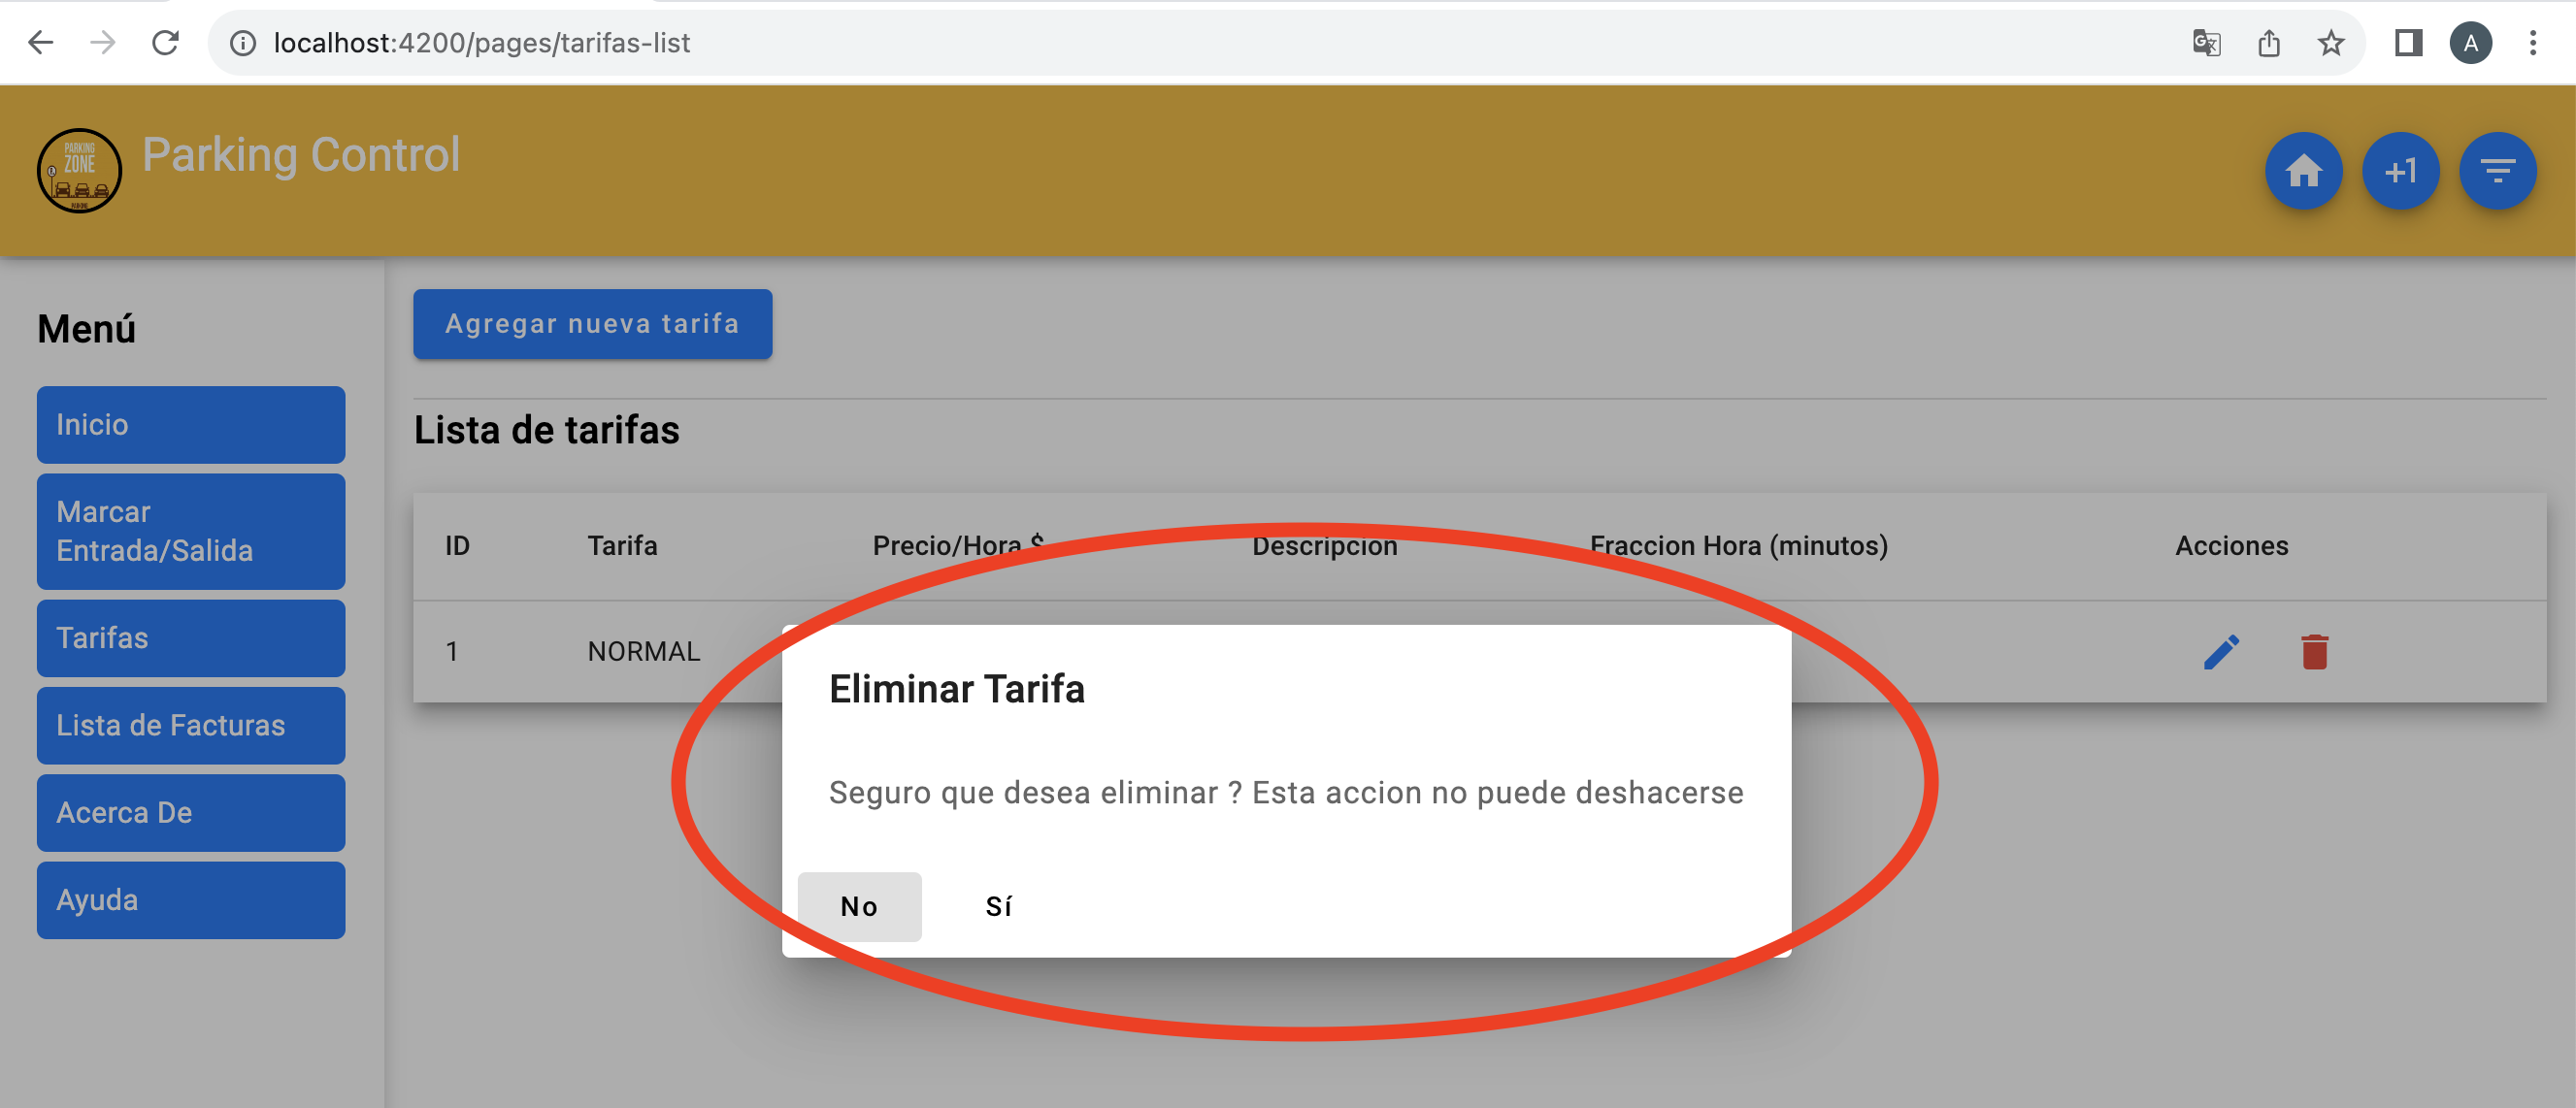 localhost:4200/pages/tarifas-list
A
PARKING
ZONE
PARKING
Parking Control
+1
Menú
Inicio
Marcar
Entrada/Salida
Tarifas
Lista de Facturas
Acerca De
Ayuda
Agregar nueva tarifa
Lista de tarifas
ID Tarifa Precio/Hora $ Descripcion Fraccion Hora (minutos) Acciones
1 NORMAL
Eliminar Tarifa
Seguro que desea eliminar ? Esta accion no puede deshacerse
No Sí